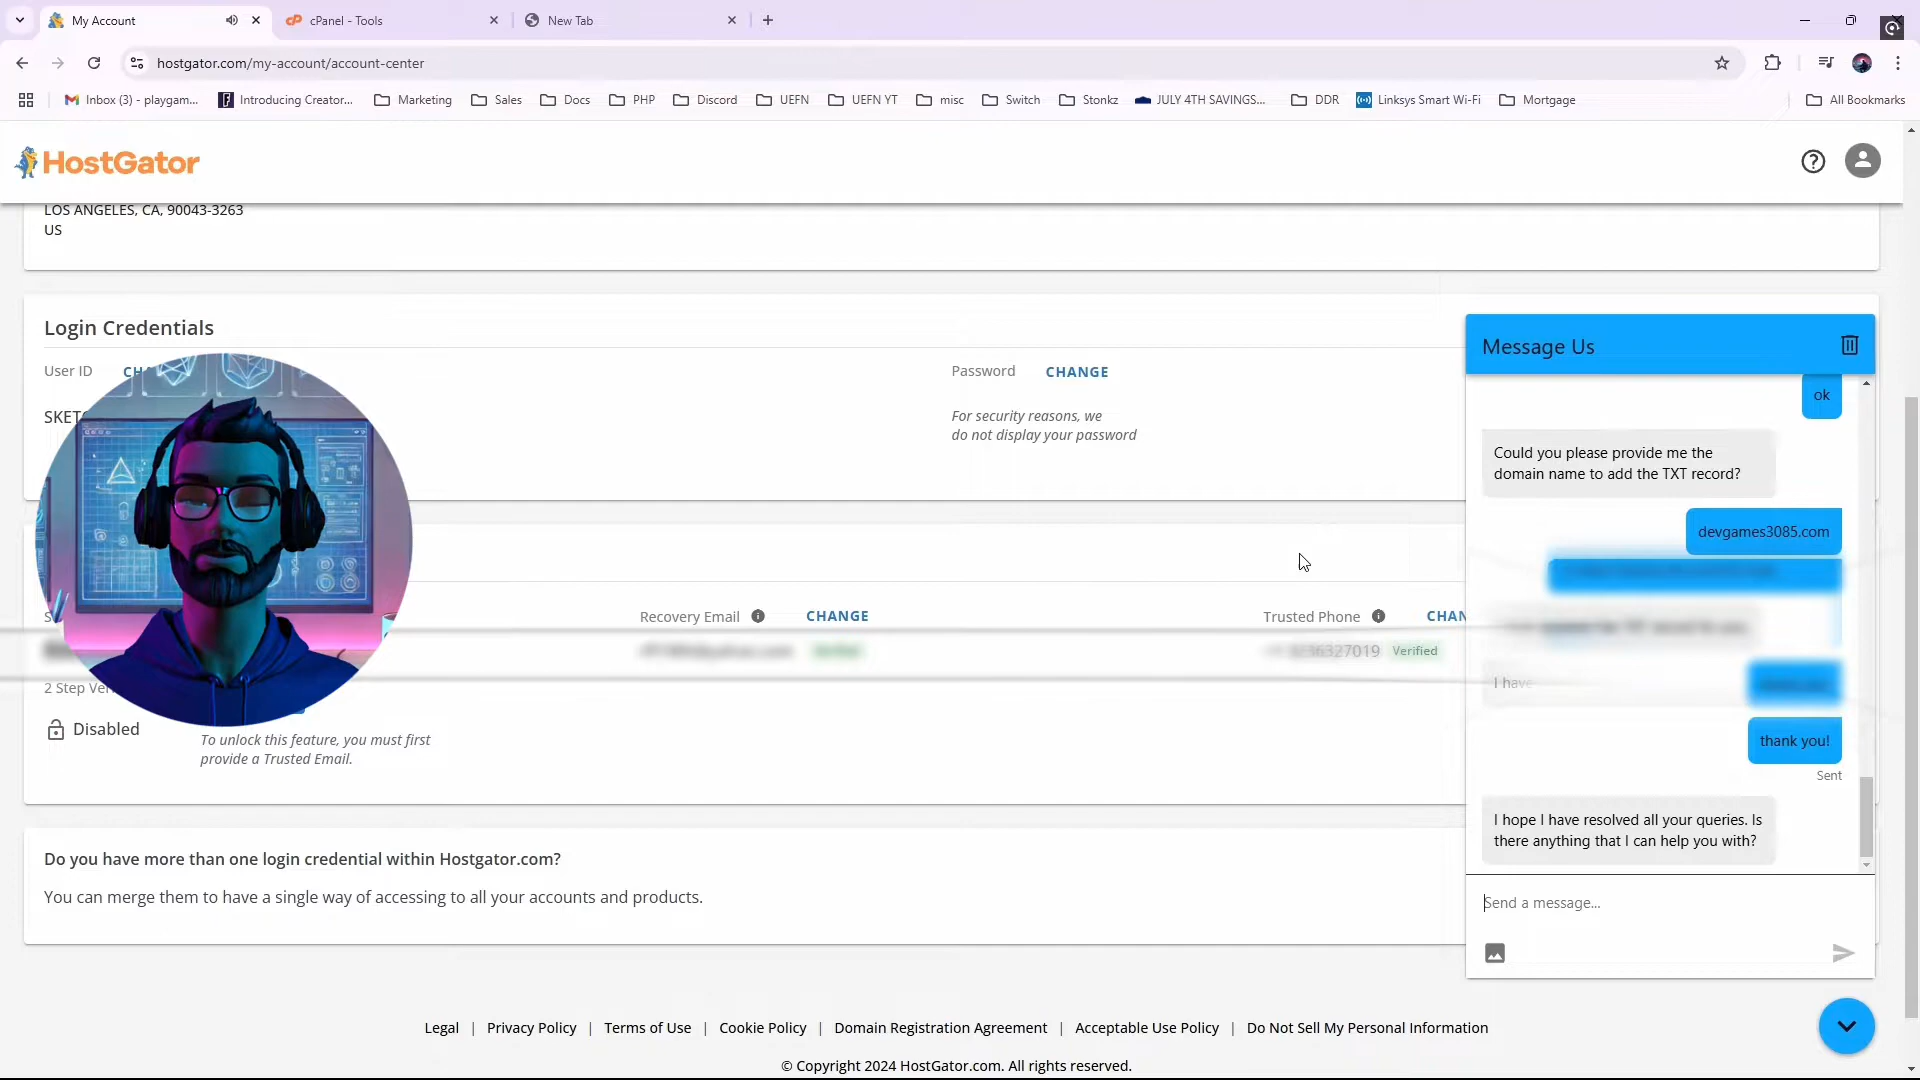 My Account
cPanel - Tools
New Tab
hostgator.com/my-account/account-center
Inbox (3) - playgam...
Introducing Creator...
Marketing
Sales
Docs
PHP
Discord
UEFN
UEFN YT
misc
Switch
Stonkz
JULY 4TH SAVINGS...
DDR
Linksys Smart Wi-Fi
Mortgage
All Bookmarks
HostGator
LOS ANGELES, CA, 90043-3263
US
Login Credentials
User ID
Password CHANGE
For security reasons, we
do not display your password
Recovery Email CHANGE
Trusted Phone
Verified
2 Step
Disabled
To unlock this feature, you must first
provide a Trusted Email.
Do you have more than one login credential within Hostgator.com?
You can merge them to have a single way of accessing to all your accounts and products.
Message Us
ok
Could you please provide me the
domain name to add the TXT record?
devgames3085.com
I have
thank you!
Sent
I hope I have resolved all your queries. Is
there anything that I can help you with?
Send a message...
Legal | Privacy Policy | Terms of Use | Cookie Policy | Domain Registration Agreement | Acceptable Use Policy | Do Not Sell My Personal Information
© Copyright 2024 HostGator.com. All rights reserved.